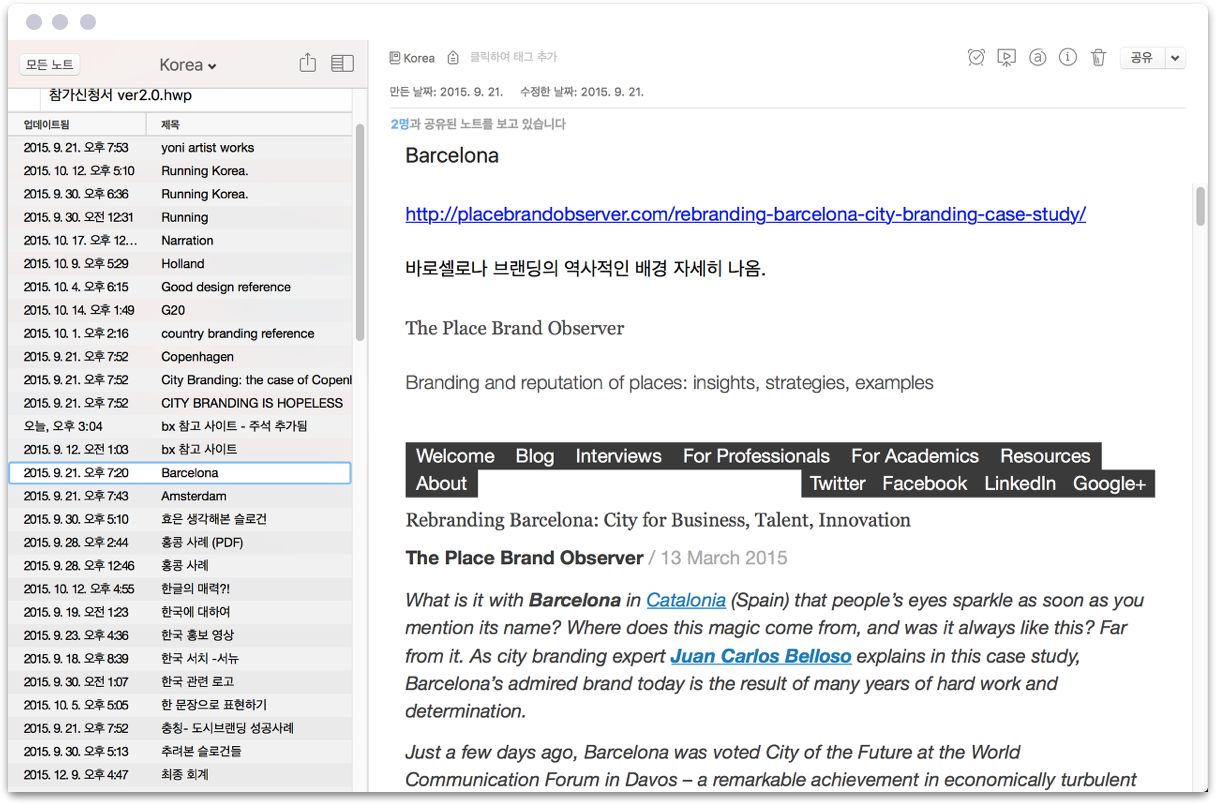 모든 노트
Korea
참가신청서 ver2.0.hwp
업데이트됨 제목
2015. 9. 21. 오후 7:53 yoni artist works
2015. 10. 12. 오후 5:10 Running Korea.
2015. 9. 30. 오후 6:36 Running Korea.
2015. 9. 30. 오전 12:31 Running
2015. 10. 17. 오후 12... Narration
2015. 10. 9. 오후 5:29 Holland
2015. 10. 4. 오후 6:15 Good design reference
2015. 10. 14. 오후 1:49 G20
2015. 10. 1. 오후 2:16 country branding reference
2015. 9. 21. 오후 7:52 Copenhagen
2015. 9. 21. 오후 7:52 City Branding: the case of Copenl
2015. 9. 21. 오후 7:52 CITY BRANDING IS HOPELESS
오늘, 오후 3:04 bx 참고 사이트 - 주석 추가됨
2015. 9. 12. 오전 1:03 bx 참고 사이트
2015. 9. 21. 오후 7:20 Barcelona
2015. 9. 21. 오후 7:43 Amsterdam
2015. 9. 30. 오후 5:10 효은 생각해본 슬로건
2015. 9. 28. 오후 2:44 홍콩 사례 (PDF)
2015. 9. 28. 오후 12:46 홍콩 사례
2015. 10. 12. 오후 4:55 한글의 매력?!
2015. 9. 19. 오전 1:23 한국에 대하여
2015. 9. 23. 오후 4:36 한국 홍보 영상
2015. 9. 18. 오후 8:39 한국 서치 -서뉴
2015. 9. 30. 오후 1:07 한국 관련 로고
2015. 10. 5. 오후 5:05 한 문장으로 표현하기
2015. 9. 21. 오후 7:52 충칭- 도시브랜딩 성공사례
2015. 9. 30. 오후 5:13 추려본 슬로건들
2015. 12. 9. 오후 4:47 최종 회계
Korea 클릭하여 태그 추가
공유
만든 날짜: 2015. 9. 21. 수정한 날짜: 2015. 9. 21.
2명과 공유된 노트를 보고 있습니다
Barcelona
http://placebrandobserver.com/rebranding-barcelona-city-branding-case-study/
바로셀로나 브랜딩의 역사적인 배경 자세히 나옴.
The Place Brand Observer
Branding and reputation of places: insights, strategies, examples
Welcome Blog Interviews For Professionals For Academics Resources
About Twitter Facebook LinkedIn Google+
Rebranding Barcelona: City for Business, Talent, Innovation
The Place Brand Observer / 13 March 2015
What is it with Barcelona in Catalonia (Spain) that people’s eyes sparkle as soon as you
mention its name? Where does this magic come from, and was it always like this? Far
from it. As city branding expert Juan Carlos Belloso explains in this case study,
Barcelona’s admired brand today is the result of many years of hard work and
determination.
Just a few days ago, Barcelona was voted City of the Future at the World
Communication Forum in Davos – a remarkable achievement in economically turbulent